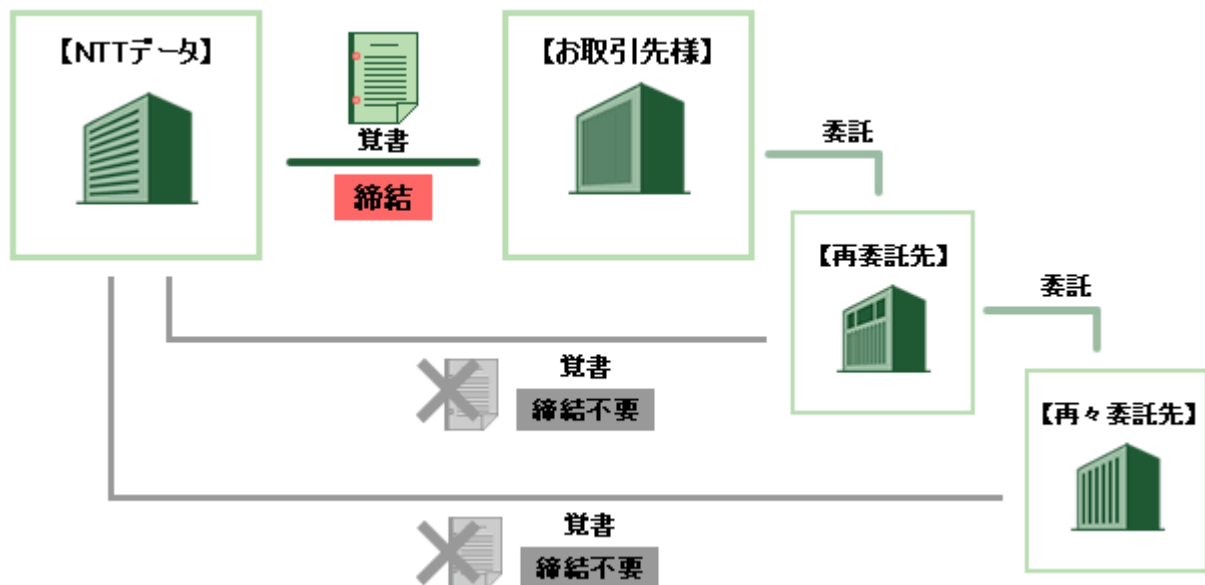 【NTTデータ】
【お取引先様】
覚書
締結
委託
【再委託先】
委託
覚書
締結不要
【再々委託先】
覚書
締結不要